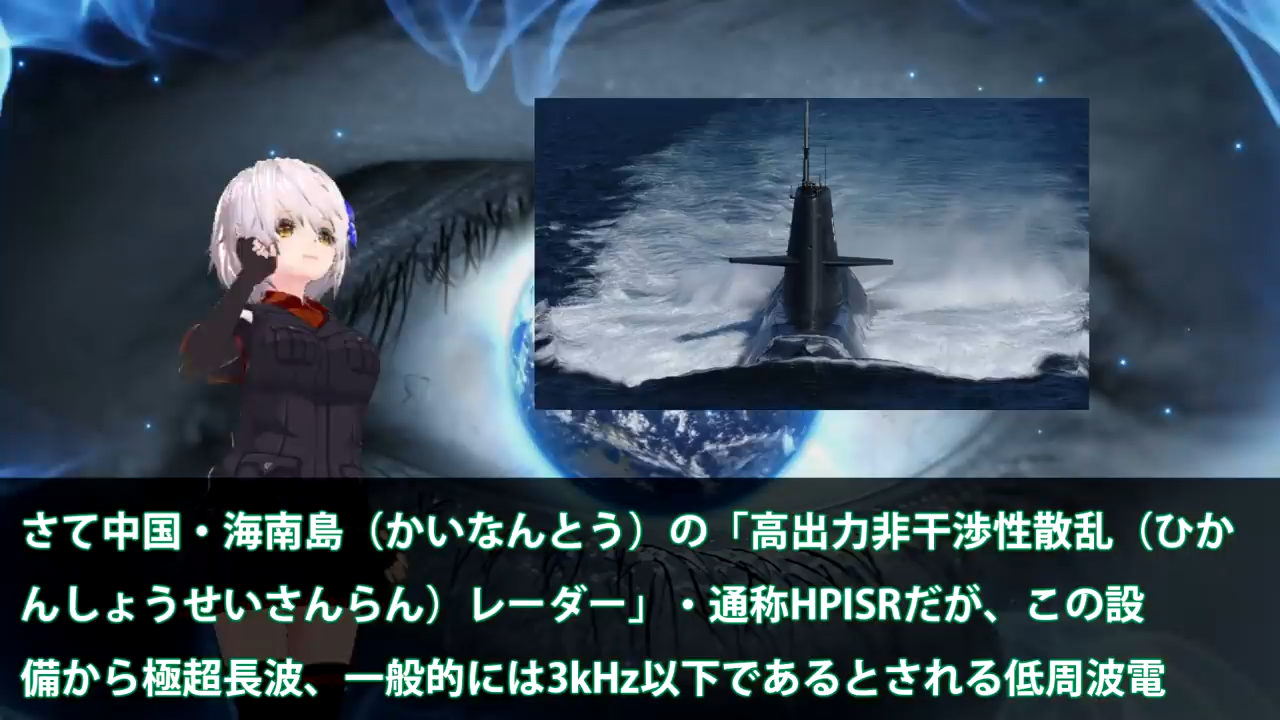 さて中国・海南島（かいなんとう）の「高出力非干渉性散乱（ひか
んしょうせいさんらん）レーダー」・通称HPISRだが、この設
備から極超長波、一般的には3kHz以下であるとされる低周波電